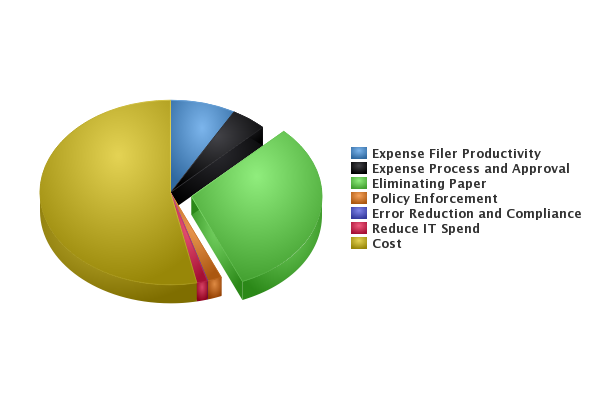 Expense Filer Productivity
Expense Process and Approval
Eliminating Paper
Policy Enforcement
Error Reduction and Compliance
Reduce IT Spend
Cost